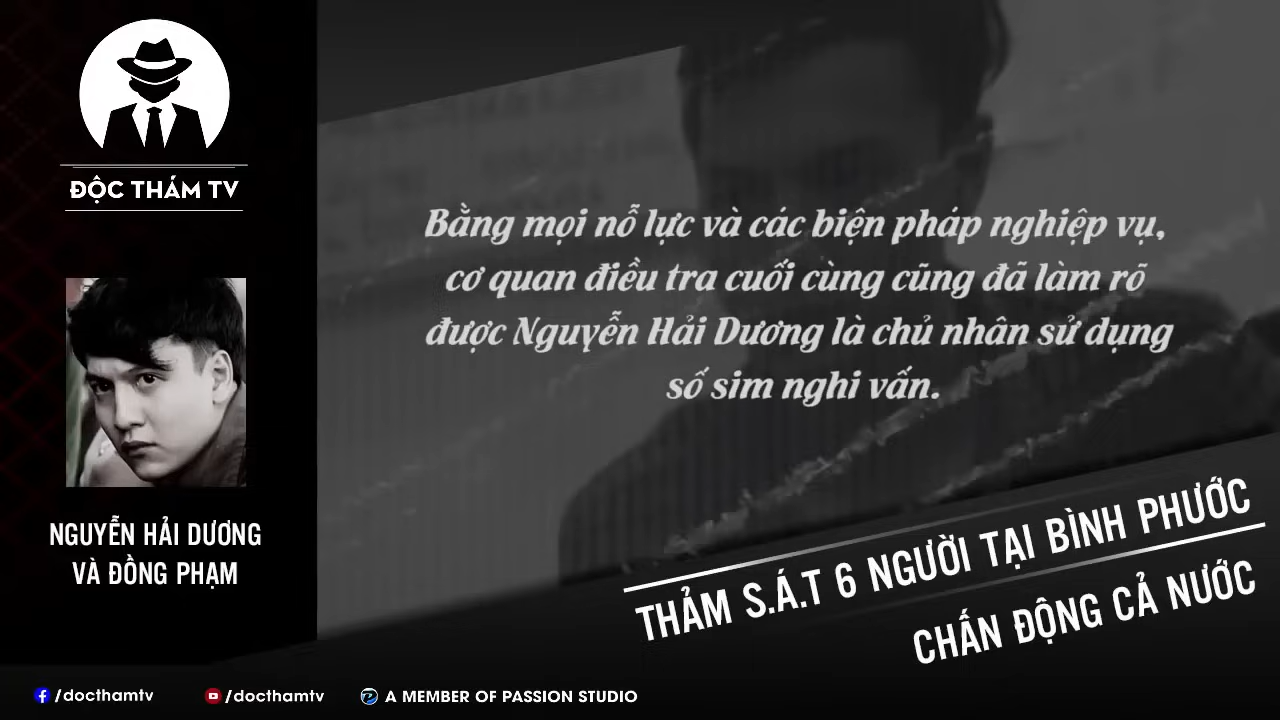 ĐỘC THÁM TV
NGUYỄN HẢI DƯƠNG
VÀ ĐỒNG PHẠM
Bằng mọi nỗ lực và các biện pháp nghiệp vụ,
cơ quan điều tra cuối cùng cũng đã làm rõ
được Nguyễn Hải Dương là chủ nhân sử dụng
số sim nghi vấn.
THẢM S.Á.T 6 NGƯỜI TẠI BÌNH PHƯỚC
CHẤN ĐỘNG CẢ NƯỚC
/docthamtv
/docthamtv
A MEMBER OF PASSION STUDIO